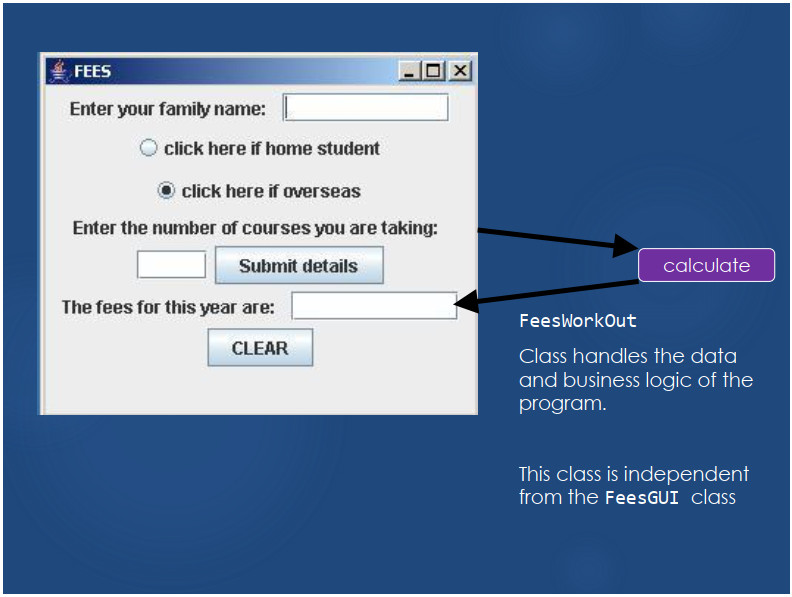 FEES
Enter your family name:
click here if home student
click here if overseas
Enter the number of courses you are taking:
Submit details
The fees for this year are:
CLEAR
calculate
FeesWorkOut
Class handles the data
and business logic of the
program.
This class is independent
from the FeesGUI class